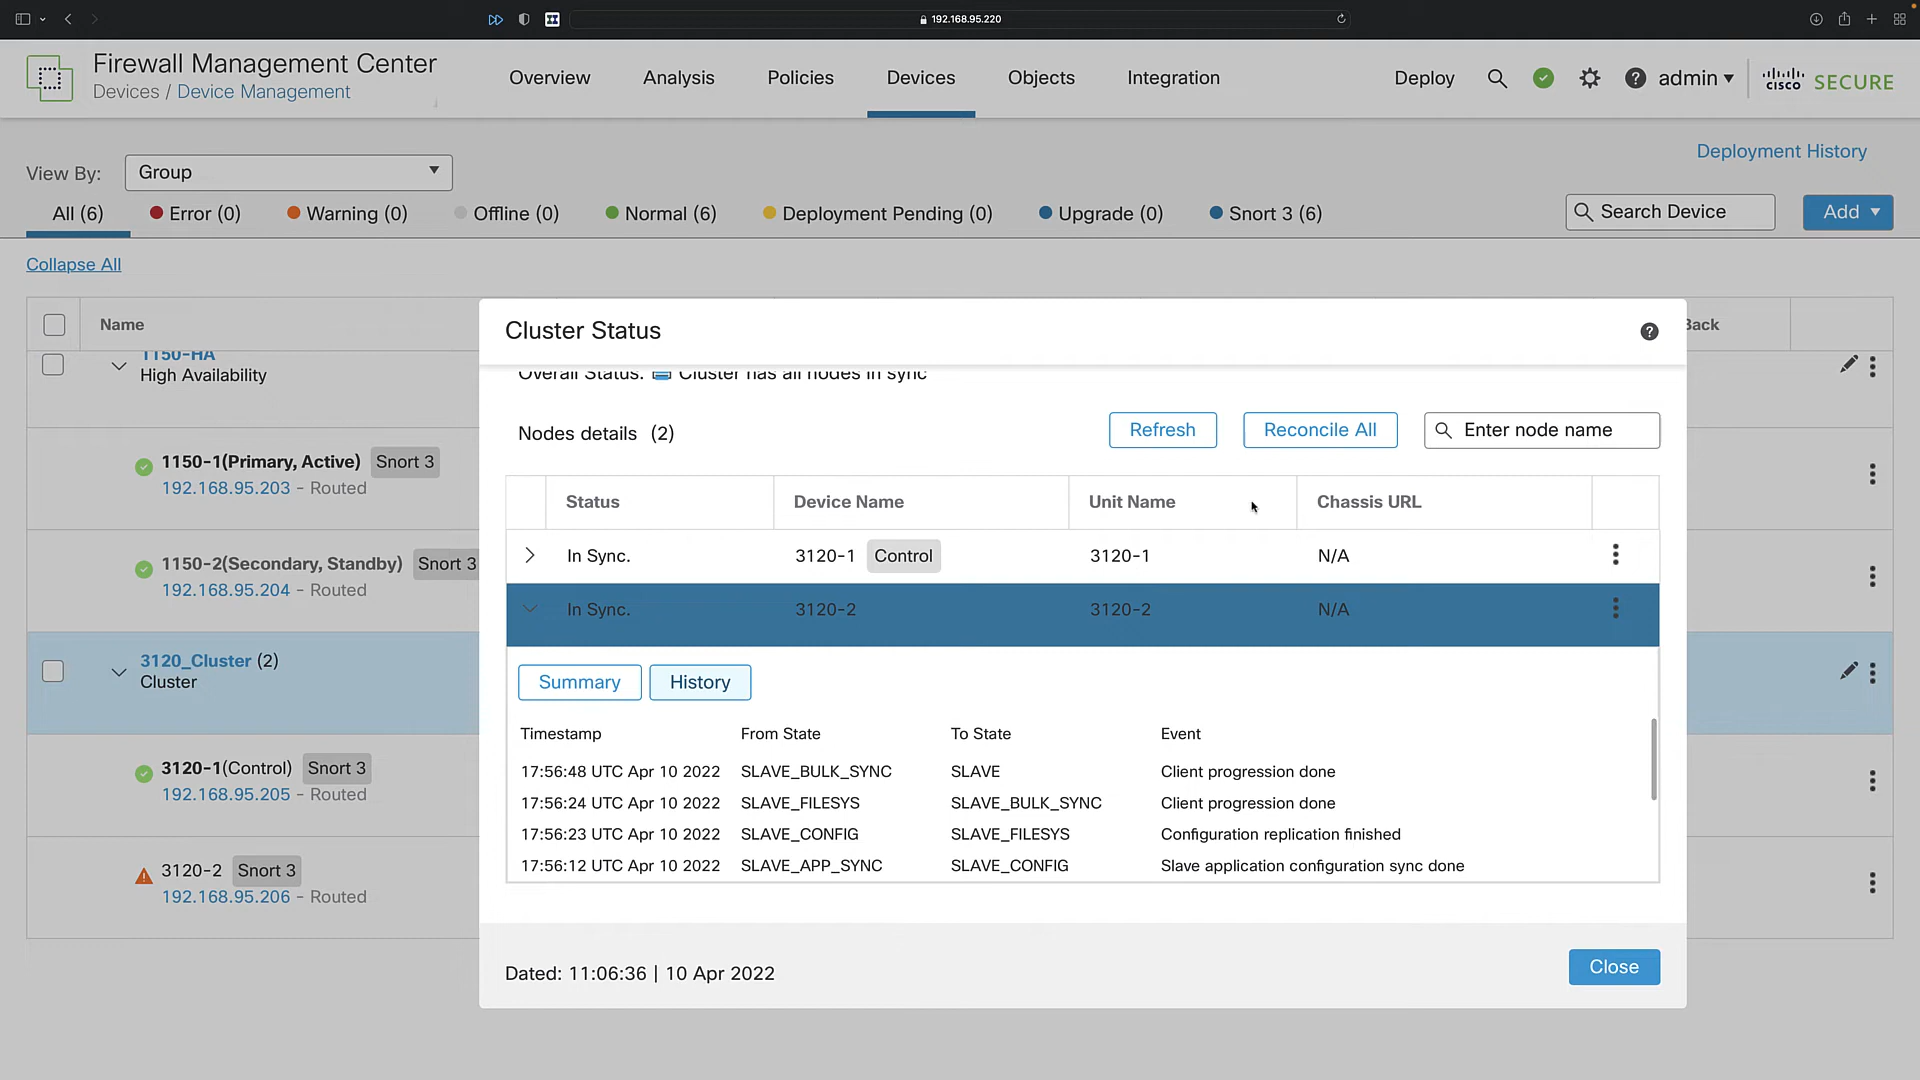 192.168.95.220
Firewall Management Center
Devices / Device Management
Overview
Analysis
Policies
Devices
Objects
Integration
Deploy
admin
cisco SECURE
Deployment History
View By:
Group
All (6)
Error (0)
Warning (0)
Offline (0)
Normal (6)
Deployment Pending (0)
Upgrade (0)
Snort 3 (6)
Search Device
Add
Collapse All
Name
Back
1150-HA
High Availability
1150-1(Primary, Active) Snort 3
192.168.95.203 - Routed
1150-2(Secondary, Standby) Snort 3
192.168.95.204 - Routed
3120_Cluster (2)
Cluster
3120-1(Control) Snort 3
192.168.95.205 - Routed
3120-2 Snort 3
192.168.95.206 - Routed
Cluster Status
Overall Status: Cluster has all nodes in sync
Nodes details (2)
Refresh
Reconcile All
Enter node name
Status Device Name Unit Name Chassis URL
In Sync. 3120-1 Control 3120-1 N/A
In Sync. 3120-2 3120-2 N/A
Summary
History
Timestamp From State To State Event
17:56:48 UTC Apr 10 2022 SLAVE_BULK_SYNC SLAVE Client progression done
17:56:24 UTC Apr 10 2022 SLAVE_FILESYS SLAVE_BULK_SYNC Client progression done
17:56:23 UTC Apr 10 2022 SLAVE_CONFIG SLAVE_FILESYS Configuration replication finished
17:56:12 UTC Apr 10 2022 SLAVE_APP_SYNC SLAVE_CONFIG Slave application configuration sync done
Dated: 11:06:36 | 10 Apr 2022
Close